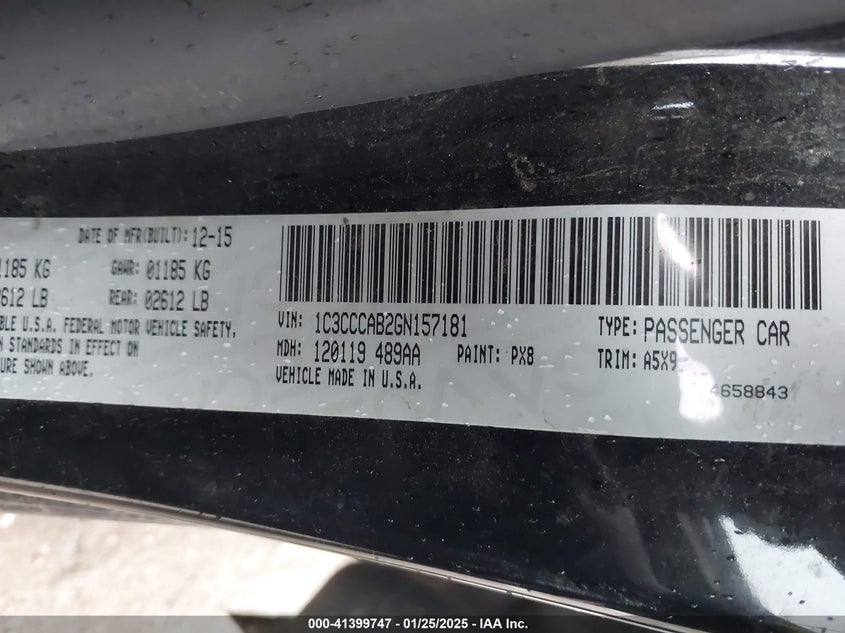 DATE OF MFR(BUILT): 12-15
1185 KG GAWR: 01185 KG
2612 LB REAR: 02612 LB
BLE U.S.A. FEDERAL MOTOR VEHICLE SAFETY,
N STANDARDS IN EFFECT ON
URE SHOWN ABOVE.
VIN: 1C3CCCAB2GN157181 TYPE: PASSENGER CAR
MDH: 120119 489AA PAINT: PX8 TRIM: A5X9
VEHICLE MADE IN U.S.A. 4658843
000-41399747 - 01/25/2025 - IAA Inc.